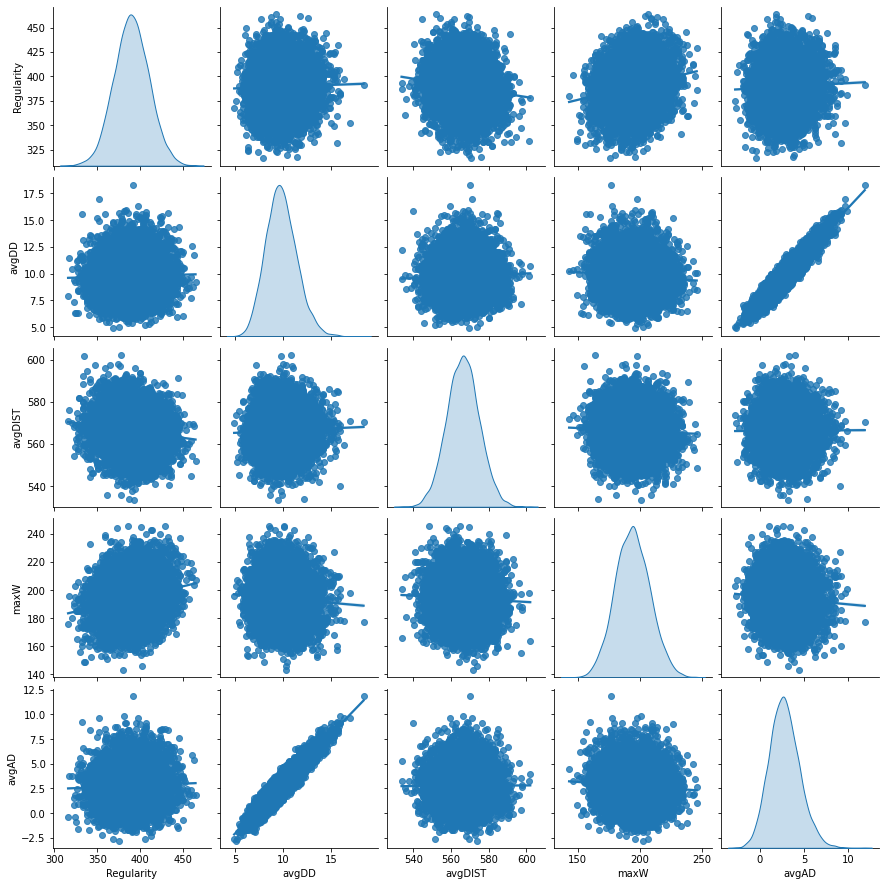 450
425
400
375
350
325
Regularity
17.5
15.0
12.5
10.0
7.5
5.0
avgDD
600
580
560
540
avgDIST
240
220
200
180
160
140
maxW
12.5
10.0
7.5
5.0
2.5
0.0
−2.5
avgAD
300 350 400 450
Regularity
5 10 15
avgDD
540 560 580 600
avgDIST
150 200 250
maxW
0 5 10
avgAD